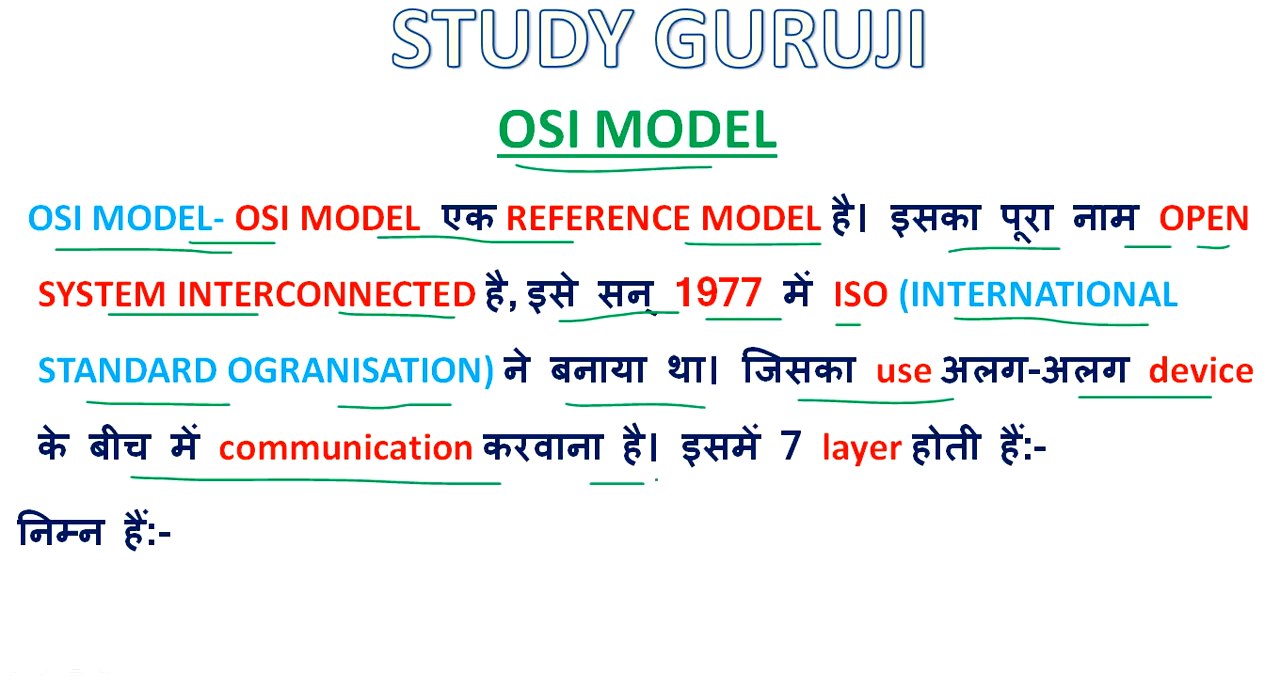 STUDY GURUJI
OSI MODEL
OSI MODEL- OSI MODEL एक REFERENCE MODEL है। इसका पूरा नाम OPEN
SYSTEM INTERCONNECTED है, इसे सन् 1977 में ISO (INTERNATIONAL
STANDARD OGRANISATION) ने बनाया था। जिसका use अलग-अलग device
के बीच में communication करवाना है। इसमें 7 layer होती हैं:-
निम्न हैं:-